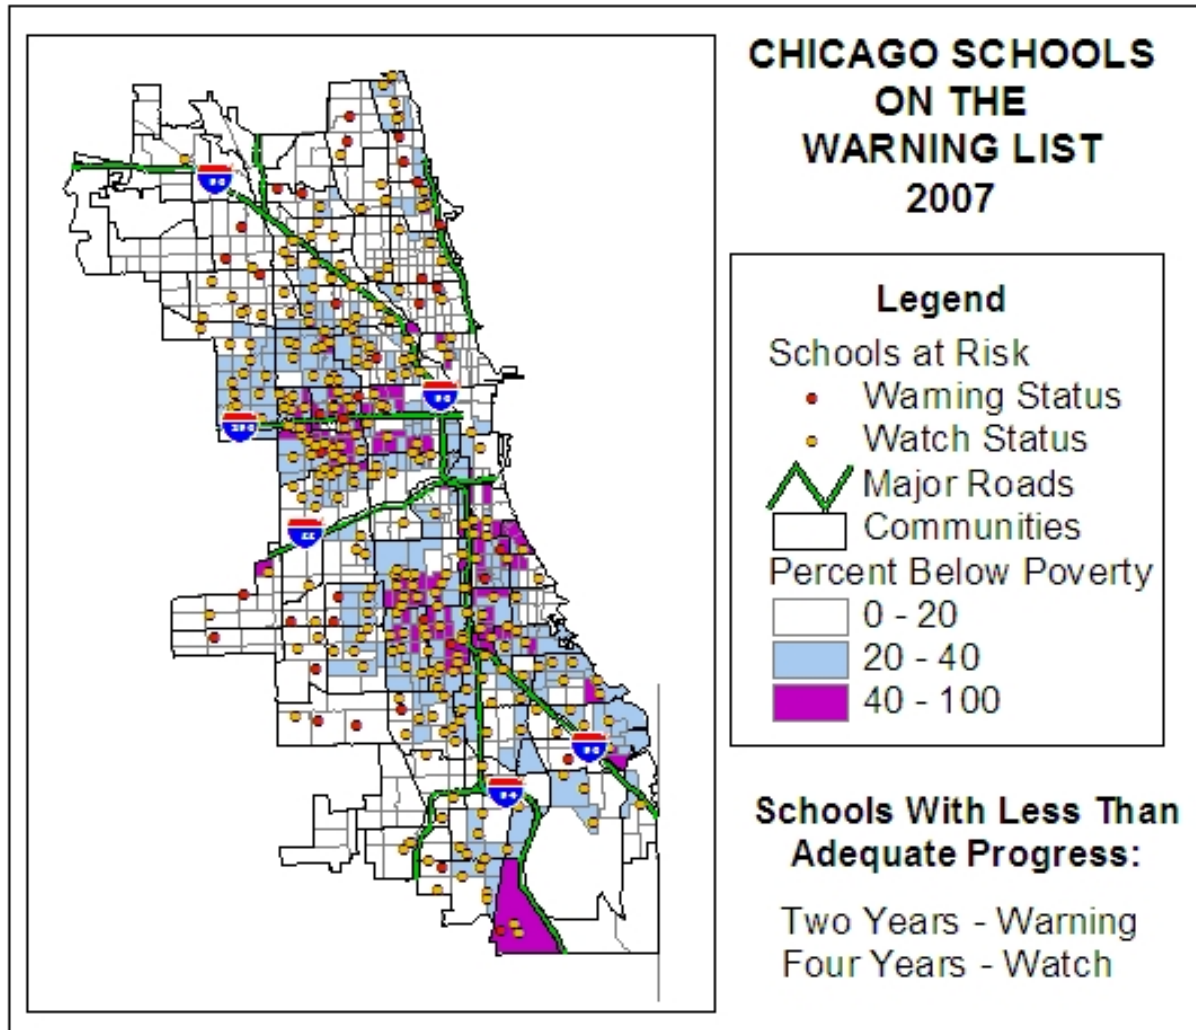 CHICAGO SCHOOLS
ON THE
WARNING LIST
2007
Legend
Schools at Risk
Warning Status
Watch Status
Major Roads
Communities
Percent Below Poverty
0 - 20
20 - 40
40 - 100
Schools With Less Than
Adequate Progress:
Two Years - Warning
Four Years - Watch